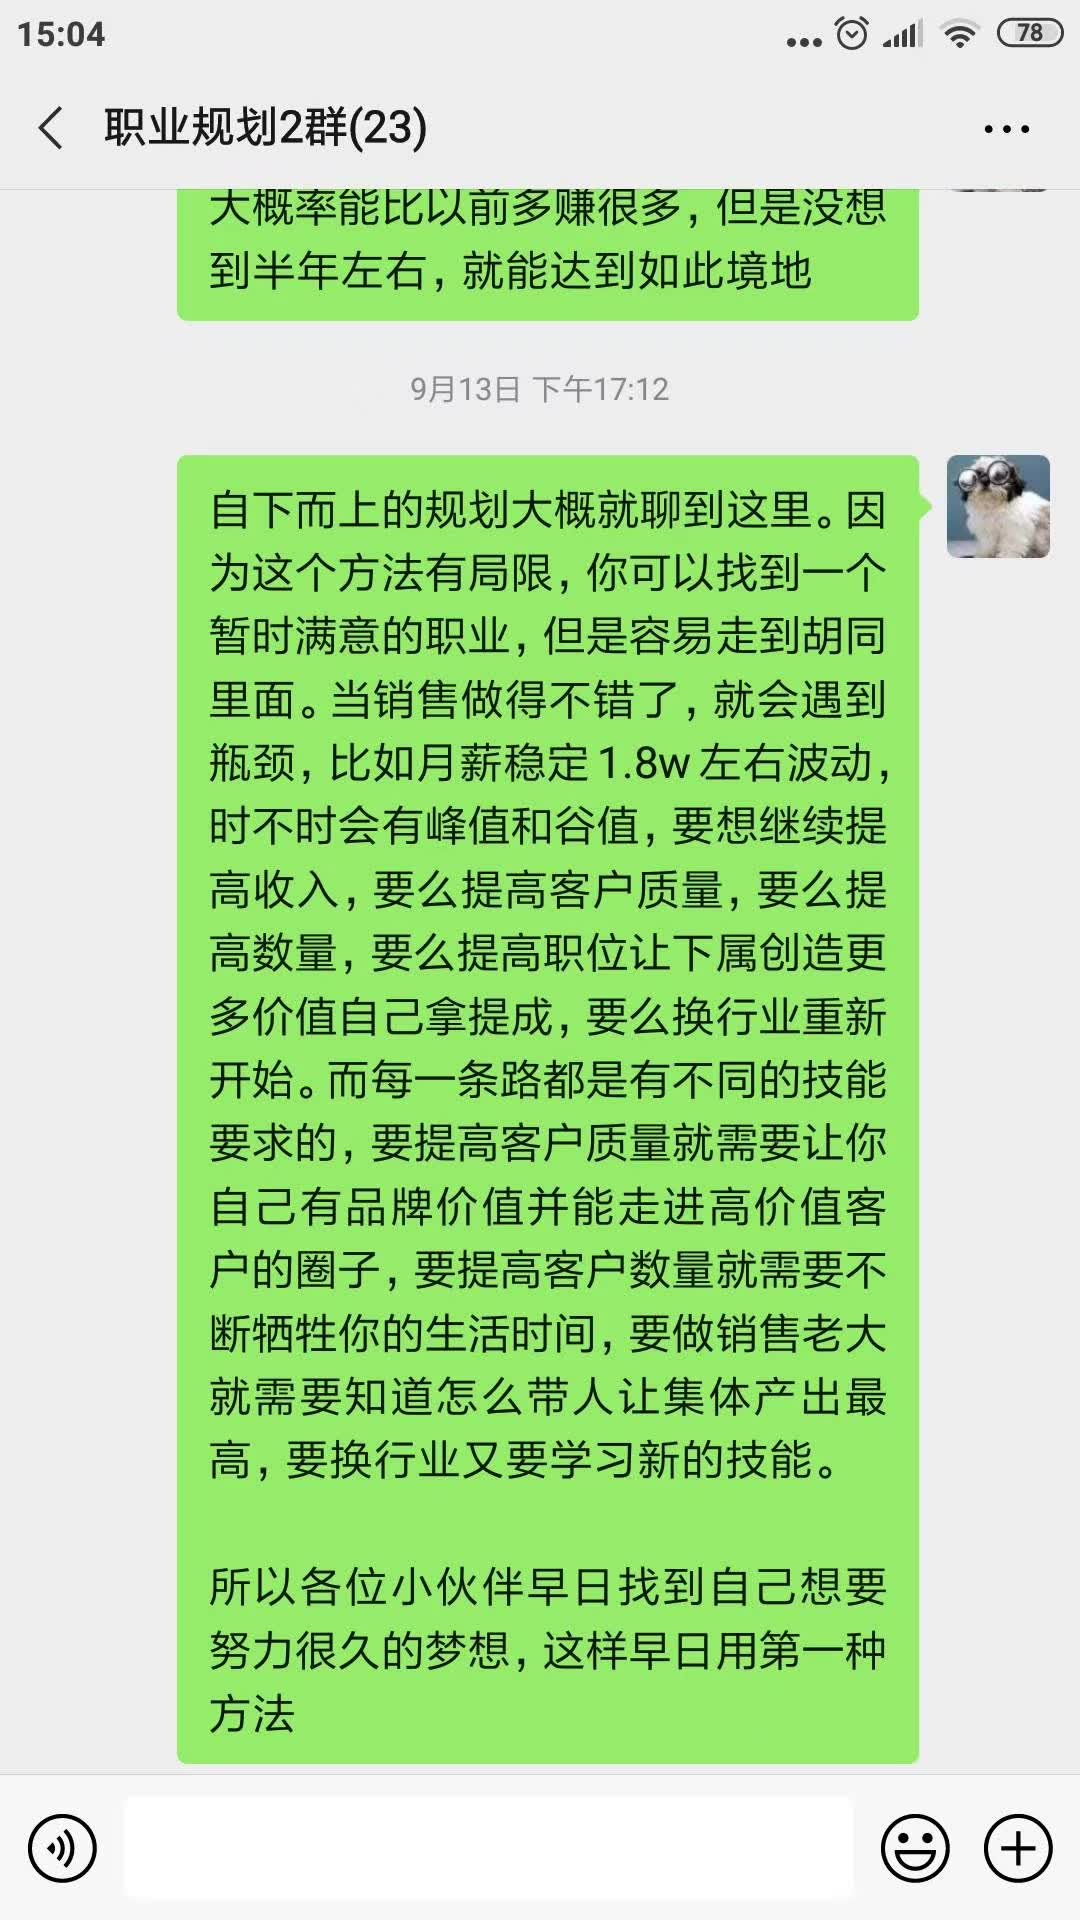 15:04
78
职业规划2群(23)
大概率能比以前多赚很多,但是没想
到半年左右,就能达到如此境地
9月13日 下午17:12
自下而上的规划大概就聊到这里。因
为这个方法有局限,你可以找到一个
暂时满意的职业,但是容易走到胡同
里面。当销售做得不错了,就会遇到
瓶颈,比如月薪稳定1.8w左右波动,
时不时会有峰值和谷值,要想继续提
高收入,要么提高客户质量,要么提
高数量,要么提高职位让下属创造更
多价值自己拿提成,要么换行业重新
开始。而每一条路都是有不同的技能
要求的,要提高客户质量就需要让你
自己有品牌价值并能走进高价值客
户的圈子,要提高客户数量就需要不
断牺牲你的生活时间,要做销售老大
就需要知道怎么带人让集体产出最
高,要换行业又要学习新的技能。
所以各位小伙伴早日找到自己想要
努力很久的梦想,这样早日用第一种
方法